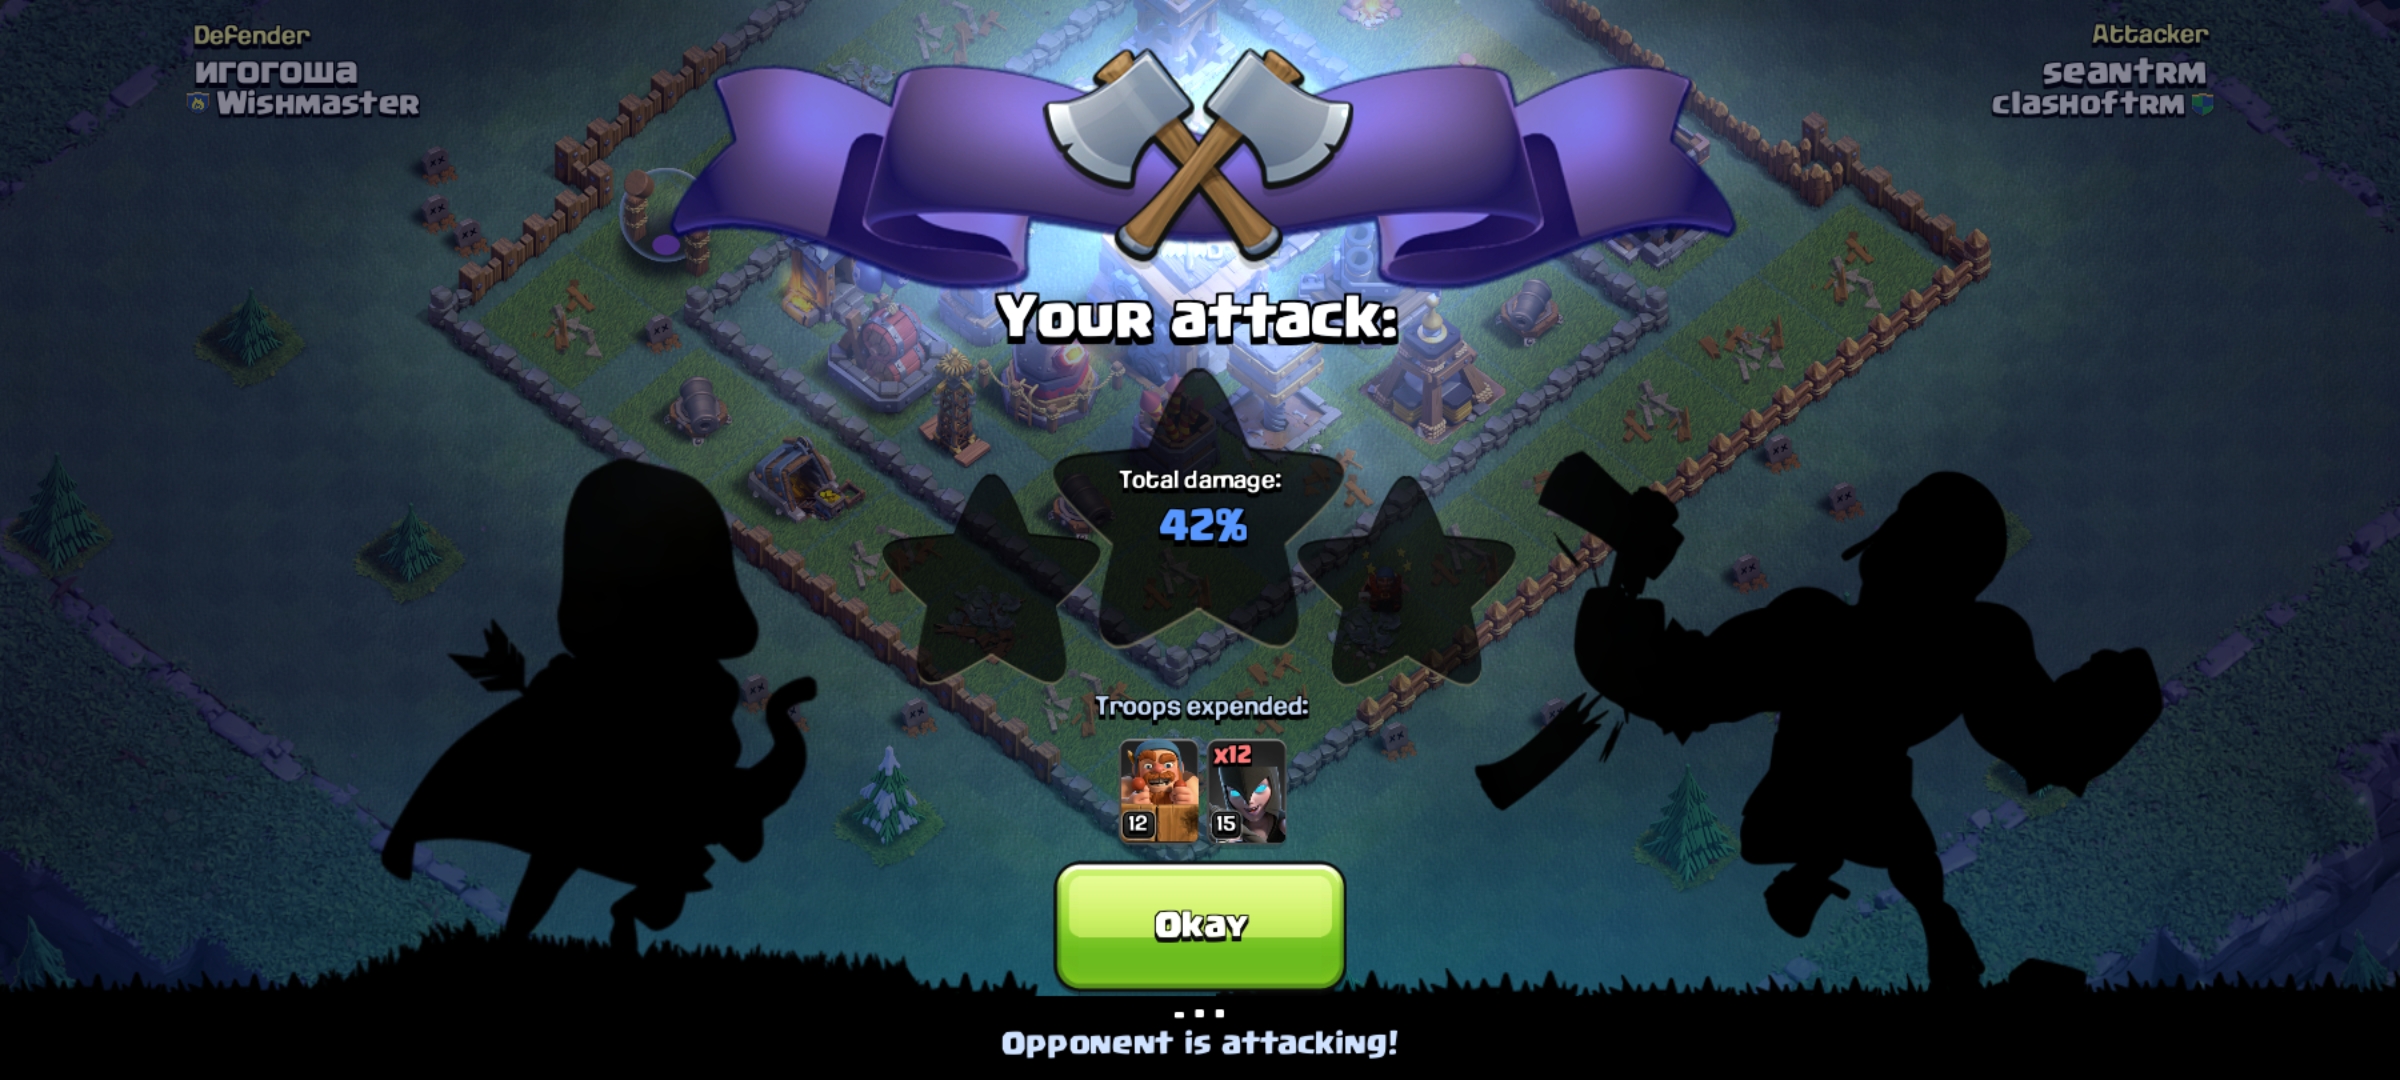 Defender
игогоша
Wishmaster
Attacker
seantrm
clashoftrm
Your attack:
Total damage:
42%
Troops expended:
x12
12
15
Okay
Opponent is attacking!